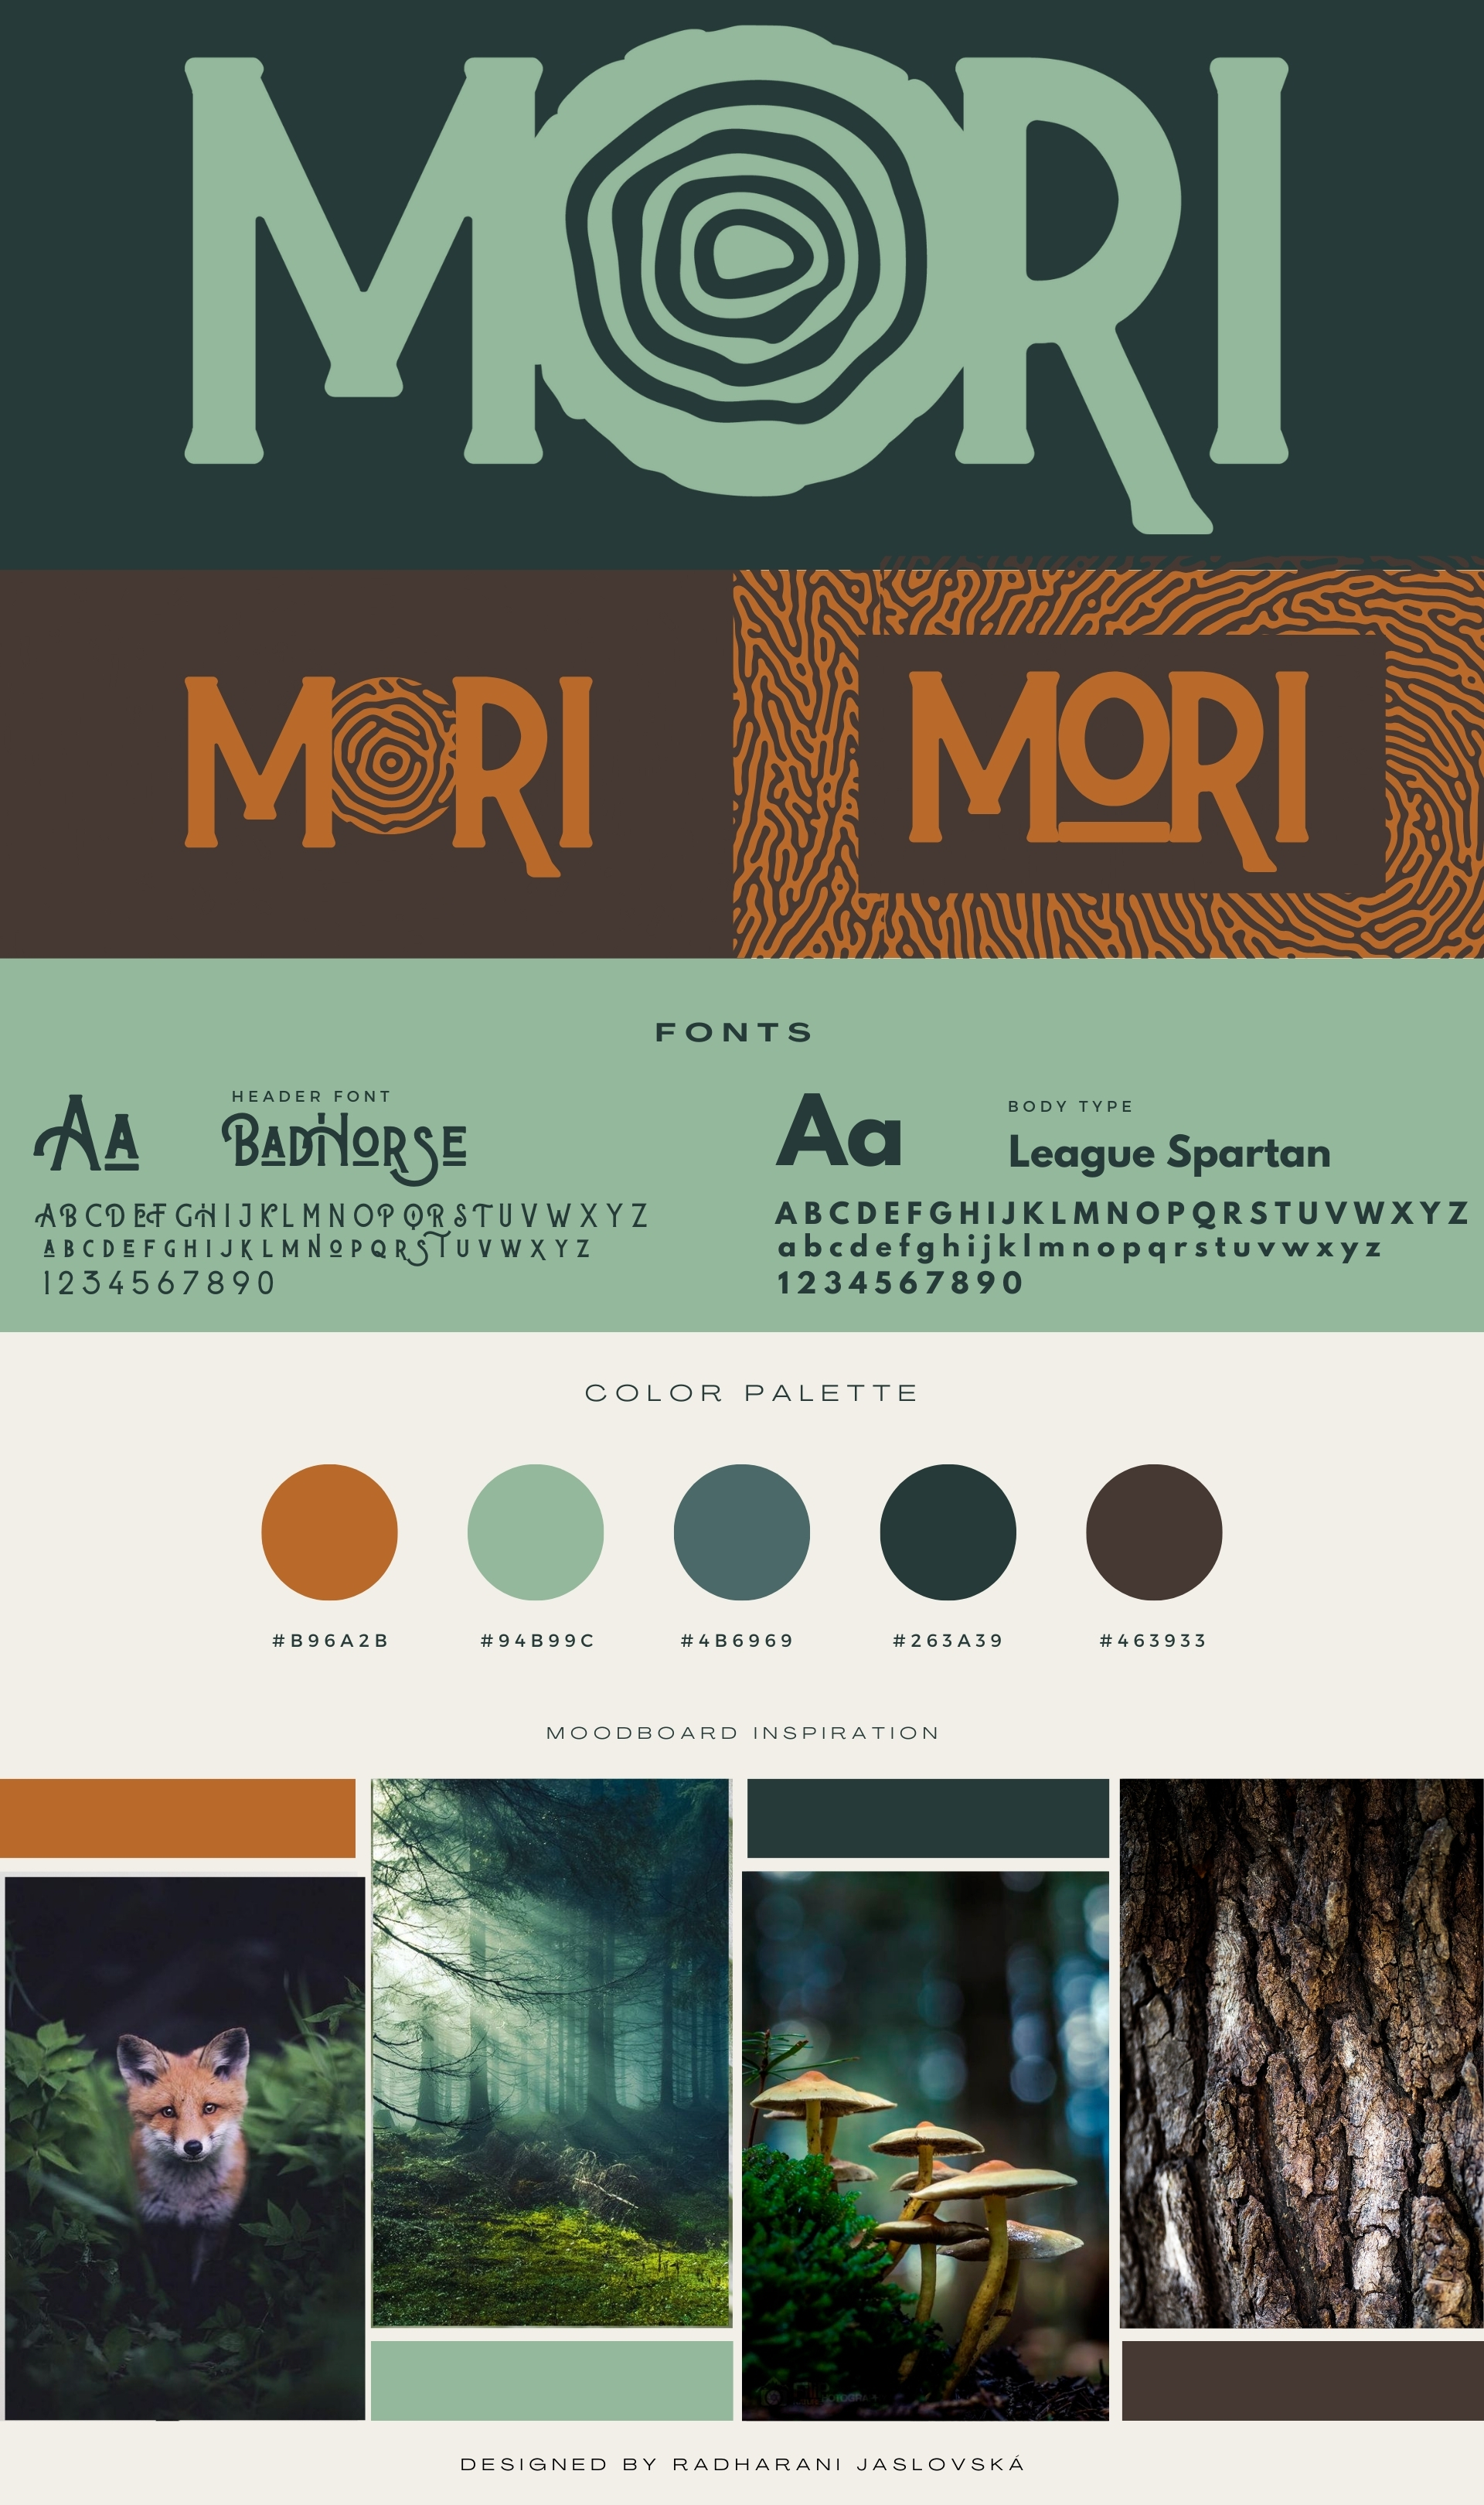 MORI
MORI
MORI
FONTS
Aa
HEADER FONT
BADHORSE
ABCDEFGHIJKLMNOPQRSTUVWXYZ
ABCDEFGHIJKLMNOPQRSTUVWXYZ
1234567890
Aa
BODY TYPE
League Spartan
ABCDEFGHIJKLMNOPQRSTUVWXYZ
abcdefghijklmnopqrstuvwxyz
1234567890
COLOR PALETTE
#B96A2B #94B99C #4B6969 #263A39 #463933
MOODBOARD INSPIRATION
DESIGNED BY RADHARANI JASLOVSKÁ